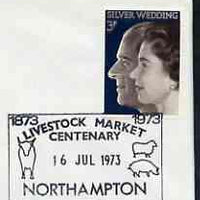 SILVER WEDDING
3p
1873 1973
LIVESTOCK MARKET
CENTENARY
16 JUL 1973
NORTHAMPTON